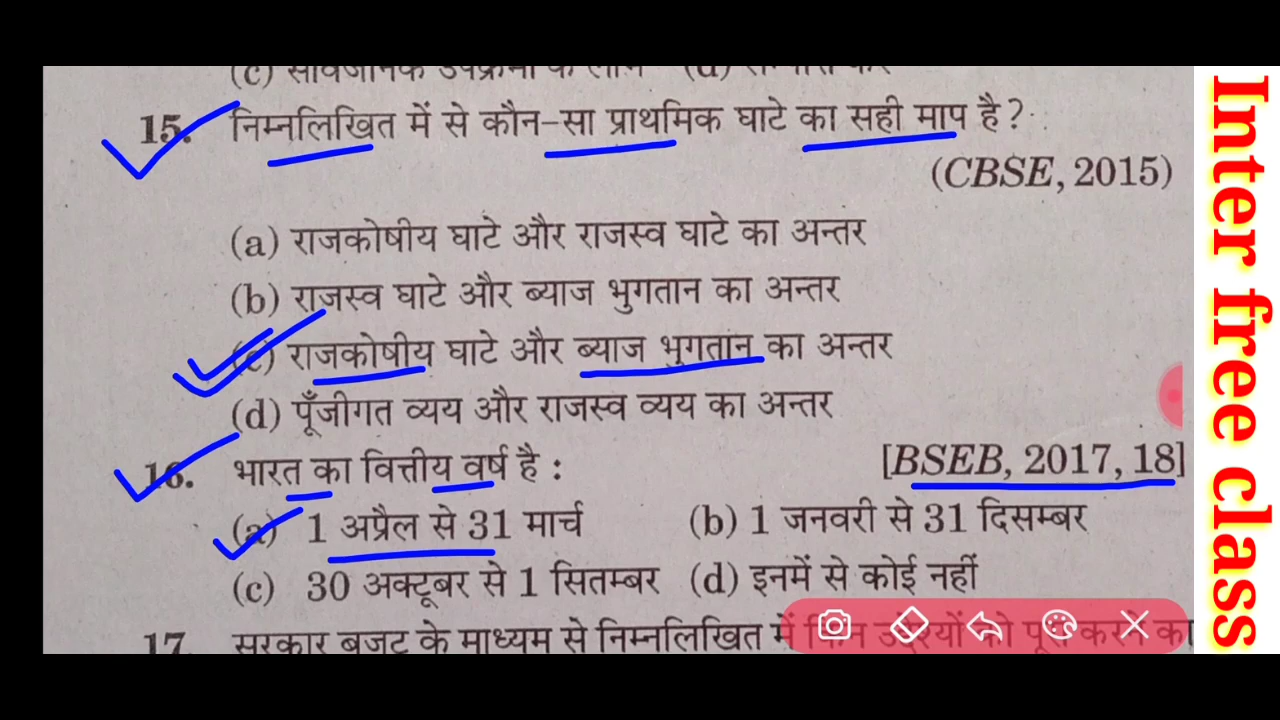 15. निम्नलिखित में से कौन-सा प्राथमिक घाटे का सही माप है ?
(CBSE, 2015)
(a) राजकोषीय घाटे और राजस्व घाटे का अन्तर
(b) राजस्व घाटे और ब्याज भुगतान का अन्तर
(c) राजकोषीय घाटे और ब्याज भुगतान का अन्तर
(d) पूँजीगत व्यय और राजस्व व्यय का अन्तर
16. भारत का वित्तीय वर्ष है : [BSEB, 2017, 18]
(a) 1 अप्रैल से 31 मार्च (b) 1 जनवरी से 31 दिसम्बर
(c) 30 अक्टूबर से 1 सितम्बर (d) इनमें से कोई नहीं
17. सरकार बजट के माध्यम से निम्नलिखित में
Inter free class